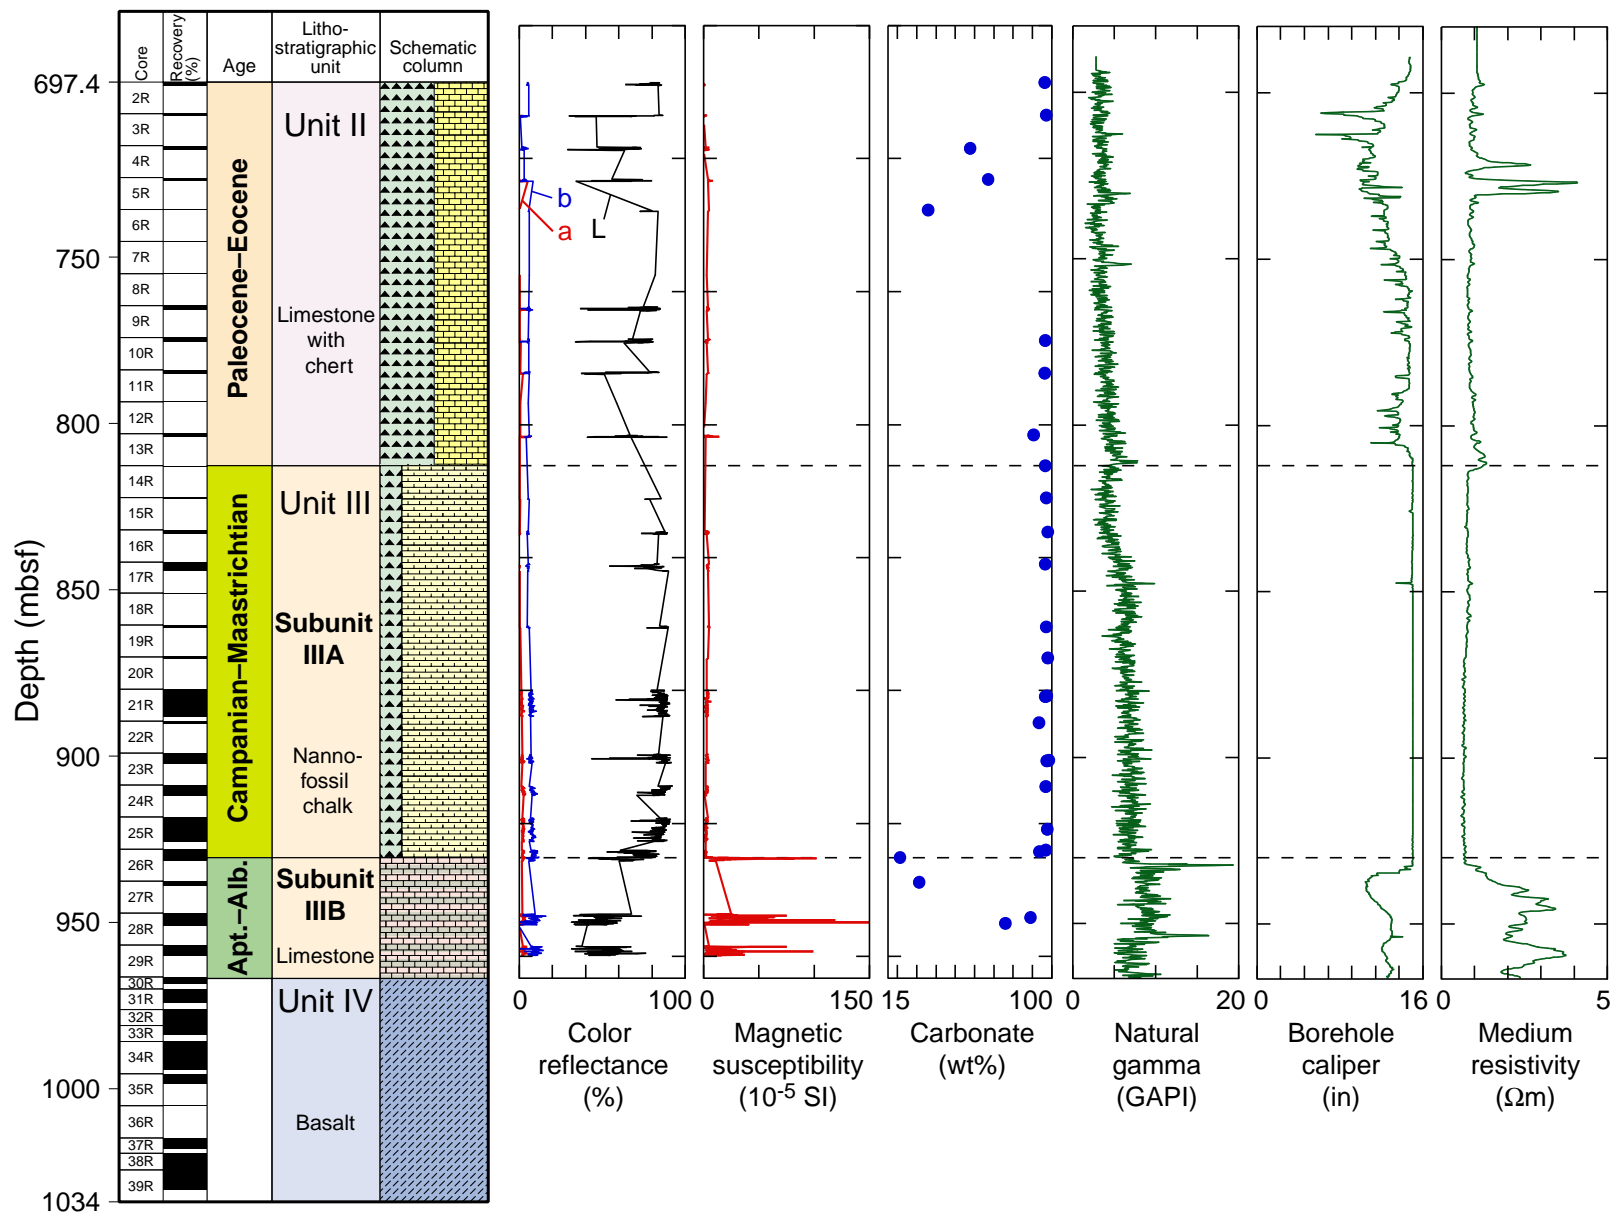 Core
Recovery
(%)
Age
Litho-
stratigraphic
unit
Schematic
column
697.4
750
800
850
900
950
1000
1034
Depth (mbsf)
2R
3R
4R
5R
6R
7R
8R
9R
10R
11R
12R
13R
14R
15R
16R
17R
18R
19R
20R
21R
22R
23R
24R
25R
26R
27R
28R
29R
30R
31R
32R
33R
34R
35R
36R
37R
38R
39R
Paleocene–Eocene
Campanian–Maastrichtian
Apt.–Alb.
Unit II
Limestone
with
chert
Unit III
Subunit
IIIA
Nanno-
fossil
chalk
Subunit
IIIB
Limestone
Unit IV
Basalt
b
a
L
0 100
Color
reflectance
(%)
0 150
Magnetic
susceptibility
(10-5 SI)
15 100
Carbonate
(wt%)
0 20
Natural
gamma
(GAPI)
0 16
Borehole
caliper
(in)
0 5
Medium
resistivity
(Ωm)